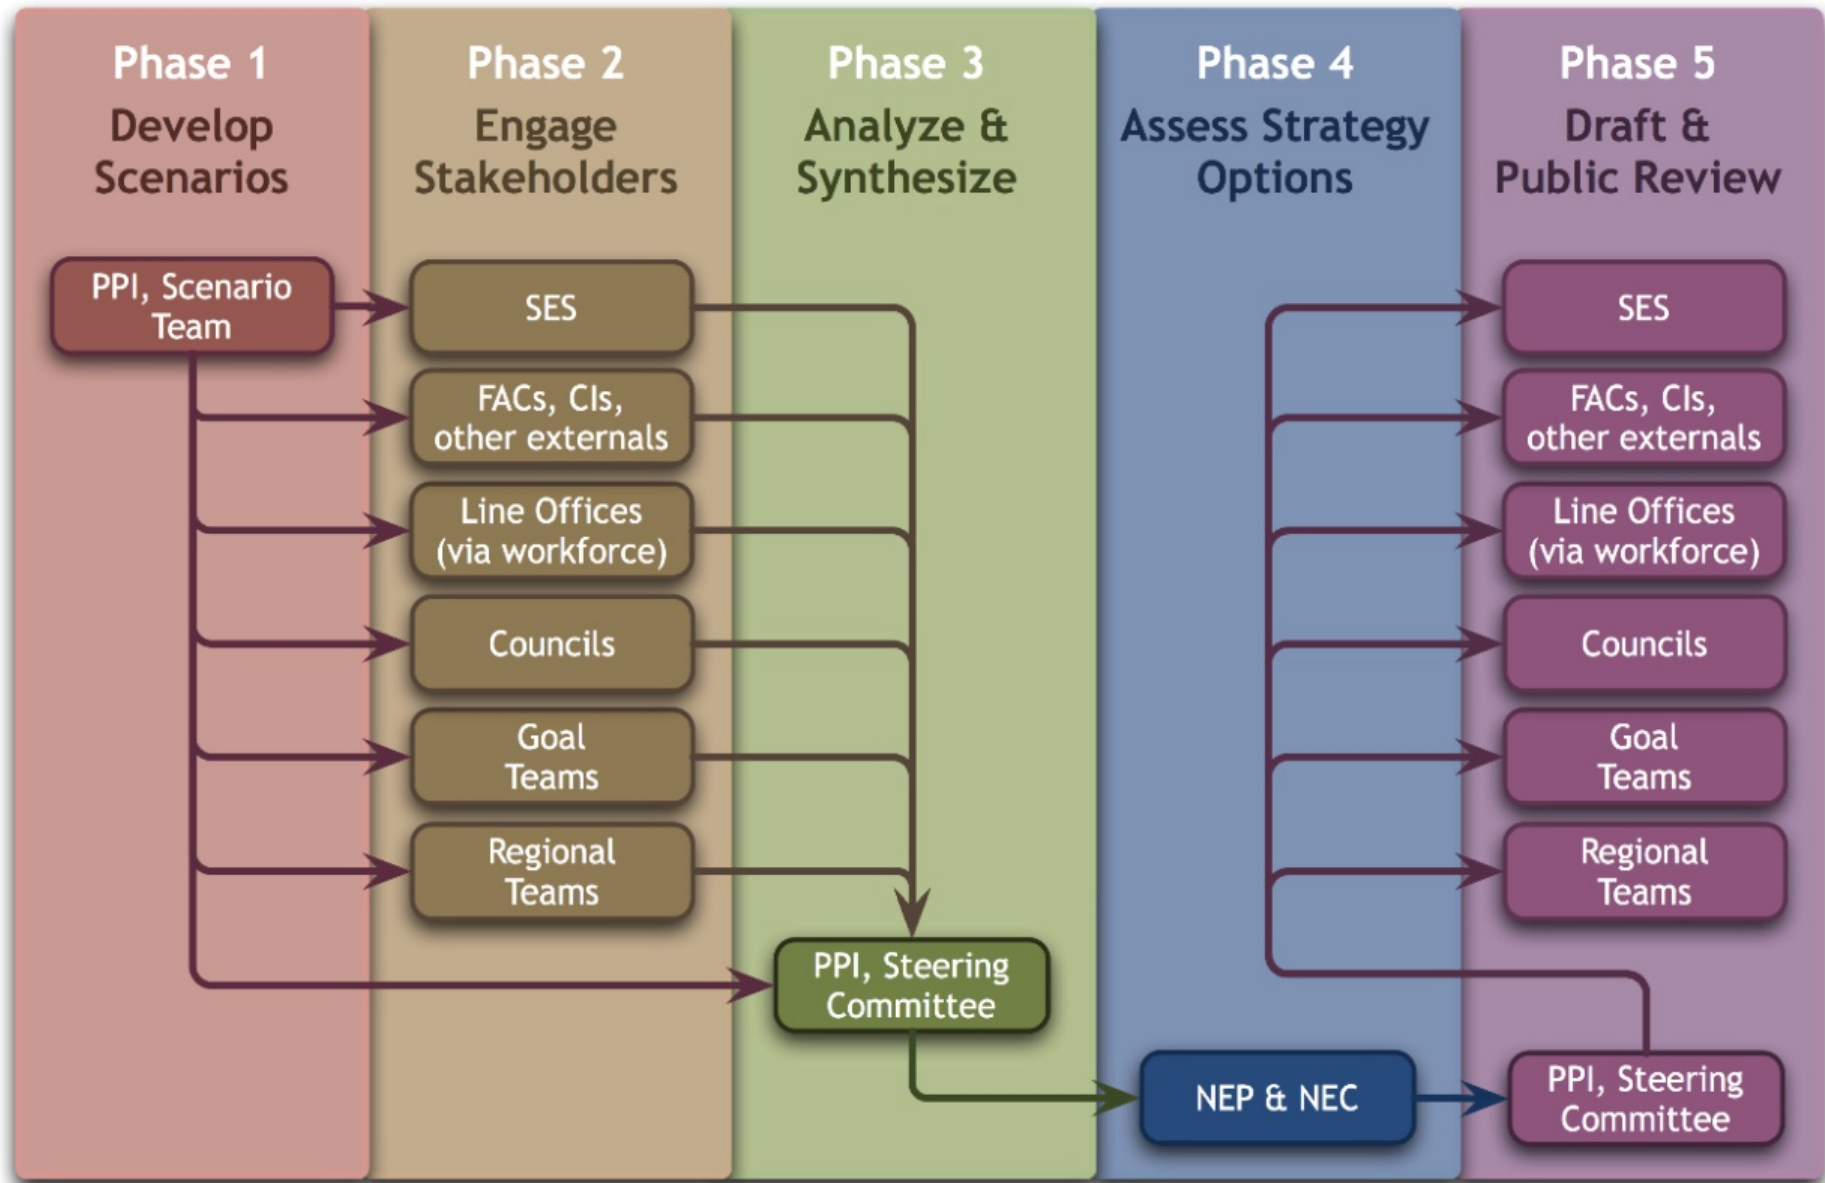 Phase 1
Develop
Scenarios
PPI, Scenario
Team
Phase 2
Engage
Stakeholders
SES
FACs, CIs,
other externals
Line Offices
(via workforce)
Councils
Goal
Teams
Regional
Teams
Phase 3
Analyze &
Synthesize
PPI, Steering
Committee
Phase 4
Assess Strategy
Options
NEP & NEC
Phase 5
Draft &
Public Review
SES
FACs, CIs,
other externals
Line Offices
(via workforce)
Councils
Goal
Teams
Regional
Teams
PPI, Steering
Committee